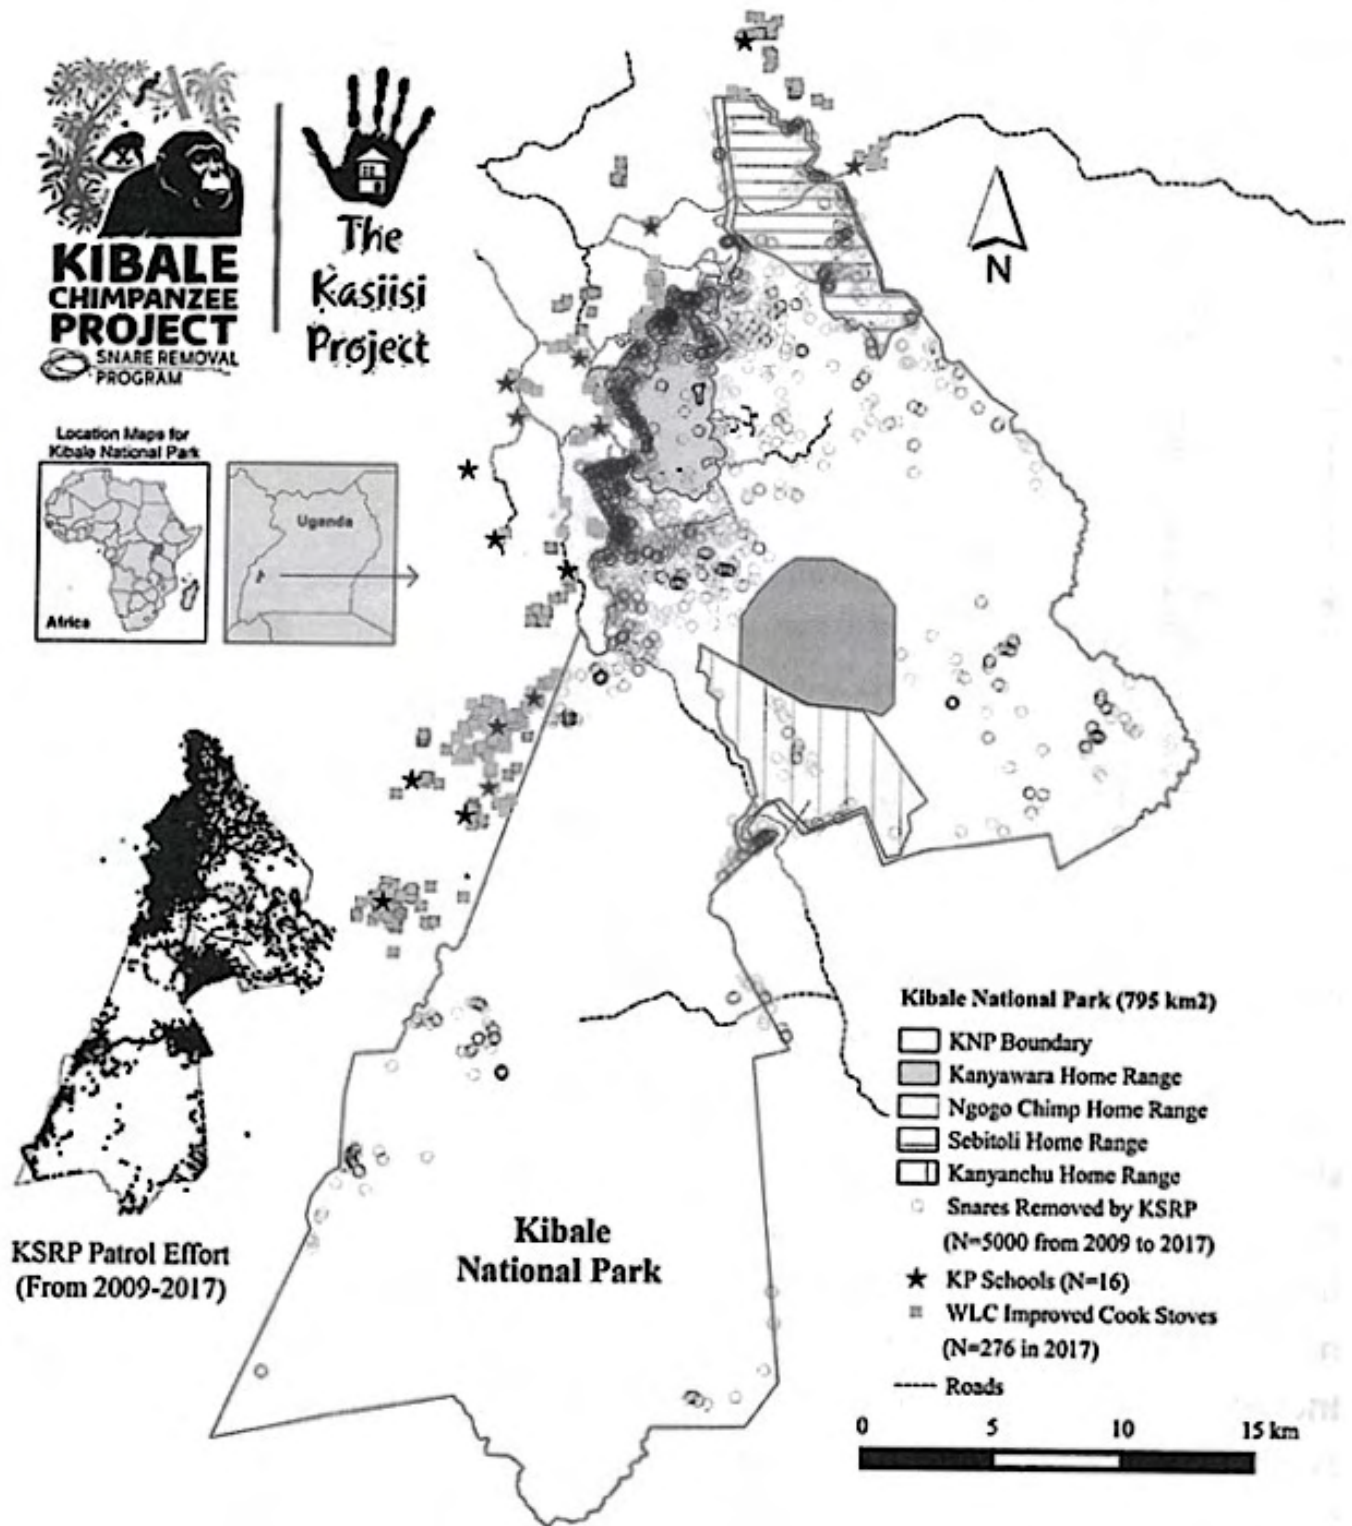 KIBALE
CHIMPANZEE
PROJECT
SNARE REMOVAL
PROGRAM
The
Kasiisi
Project
N
Location Maps for
Kibale National Park
Africa
Uganda
KSRP Patrol Effort
(From 2009-2017)
Kibale
National Park
Kibale National Park (795 km2)
KNP Boundary
Kanyawara Home Range
Ngogo Chimp Home Range
Sebitoli Home Range
Kanyanchu Home Range
Snares Removed by KSRP
(N=5000 from 2009 to 2017)
KP Schools (N=16)
WLC Improved Cook Stoves
(N=276 in 2017)
Roads
0 5 10 15 km